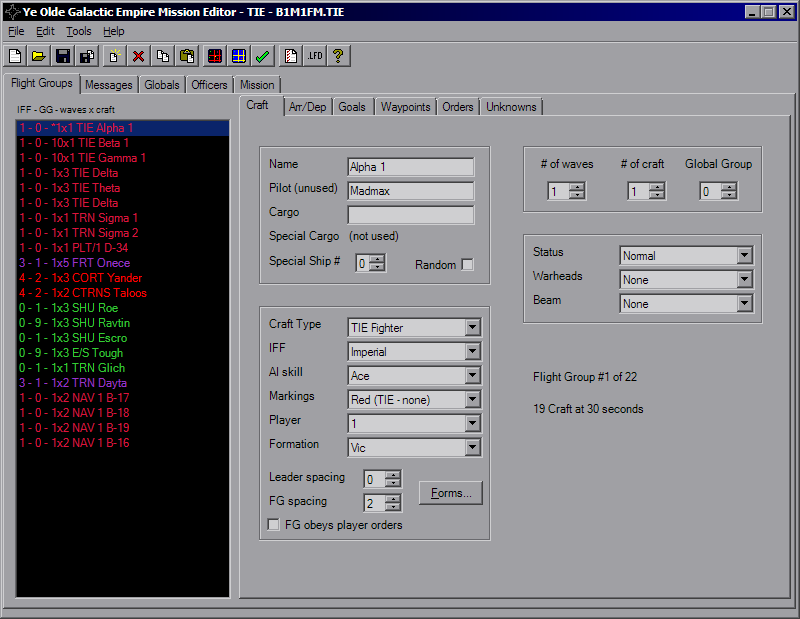 Ye Olde Galactic Empire Mission Editor - TIE - B1M1FM.TIE
File Edit Tools Help
.LFD ?
Flight Groups Messages Globals Officers Mission
IFF - GG - waves x craft
1 - 0 - *1x1 TIE Alpha 1
1 - 0 - 10x1 TIE Beta 1
1 - 0 - 10x1 TIE Gamma 1
1 - 0 - 1x3 TIE Delta
1 - 0 - 1x3 TIE Theta
1 - 0 - 1x3 TIE Delta
1 - 0 - 1x1 TRN Sigma 1
1 - 0 - 1x1 TRN Sigma 2
1 - 0 - 1x1 PLT/1 D-34
3 - 1 - 1x5 FRT Onece
4 - 2 - 1x3 CORT Yander
4 - 2 - 1x2 CTRNS Taloos
0 - 1 - 1x3 SHU Roe
0 - 9 - 1x3 SHU Ravtin
0 - 1 - 1x3 SHU Escro
0 - 9 - 1x3 E/S Tough
0 - 1 - 1x1 TRN Glich
3 - 1 - 1x2 TRN Dayta
1 - 0 - 1x2 NAV 1 B-17
1 - 0 - 1x2 NAV 1 B-18
1 - 0 - 1x2 NAV 1 B-19
1 - 0 - 1x2 NAV 1 B-16
Craft Arr/Dep Goals Waypoints Orders Unknowns
Name Alpha 1
Pilot (unused) Madmax
Cargo
Special Cargo (not used)
Special Ship # 0 Random
Craft Type TIE Fighter
IFF Imperial
AI skill Ace
Markings Red (TIE - none)
Player 1
Formation Vic
Leader spacing 0
FG spacing 2
Forms...
FG obeys player orders
# of waves # of craft Global Group
1 1 0
Status Normal
Warheads None
Beam None
Flight Group #1 of 22
19 Craft at 30 seconds